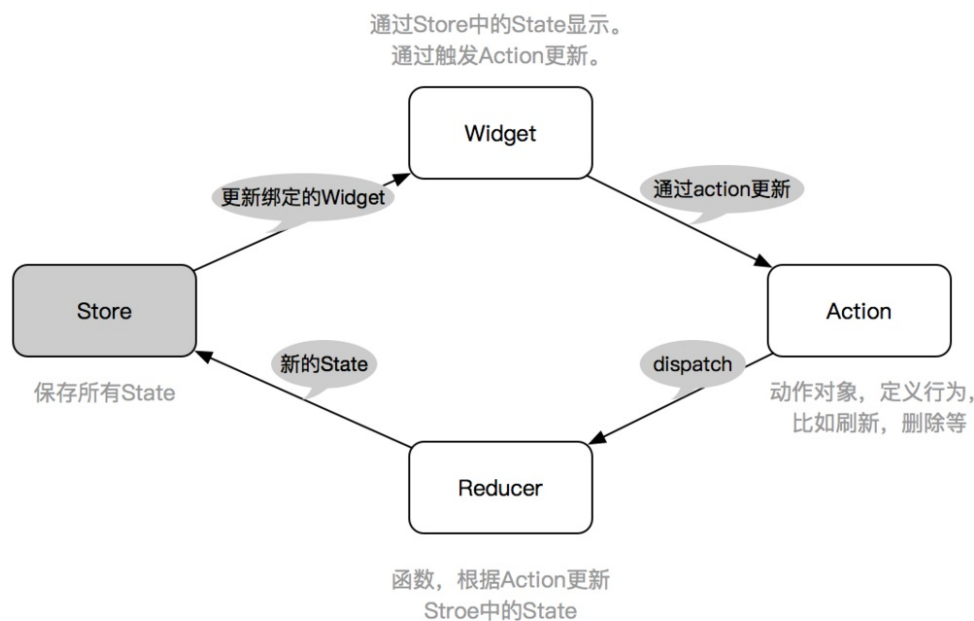 通过Store中的State显示。
通过触发Action更新。
Widget
更新绑定的Widget
通过action更新
Store
Action
新的State
dispatch
保存所有State
动作对象，定义行为，
比如刷新，删除等
Reducer
函数，根据Action更新
Stroe中的State